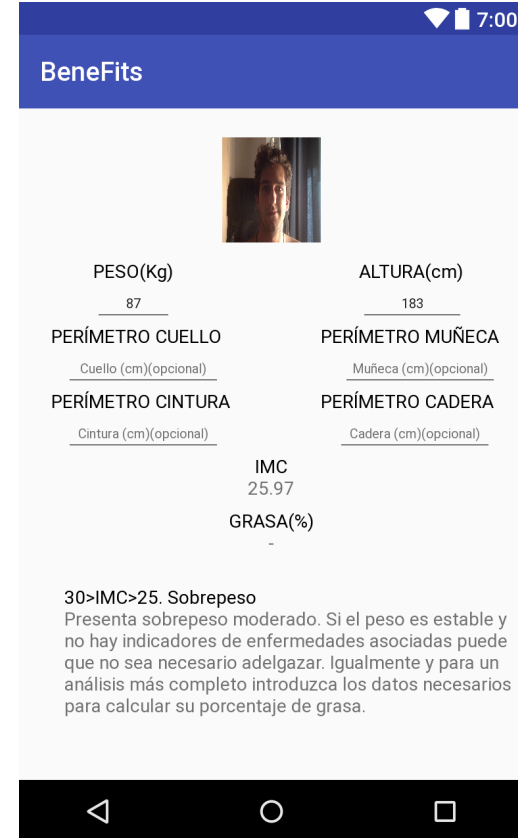 7:00
BeneFits
PESO(Kg) ALTURA(cm)
87 183
PERÍMETRO CUELLO PERÍMETRO MUÑECA
Cuello (cm)(opcional) Muñeca (cm)(opcional)
PERÍMETRO CINTURA PERÍMETRO CADERA
Cintura (cm)(opcional) Cadera (cm)(opcional)
IMC
25.97
GRASA(%)
-
30>IMC>25. Sobrepeso
Presenta sobrepeso moderado. Si el peso es estable y
no hay indicadores de enfermedades asociadas puede
que no sea necesario adelgazar. Igualmente y para un
análisis más completo introduzca los datos necesarios
para calcular su porcentaje de grasa.